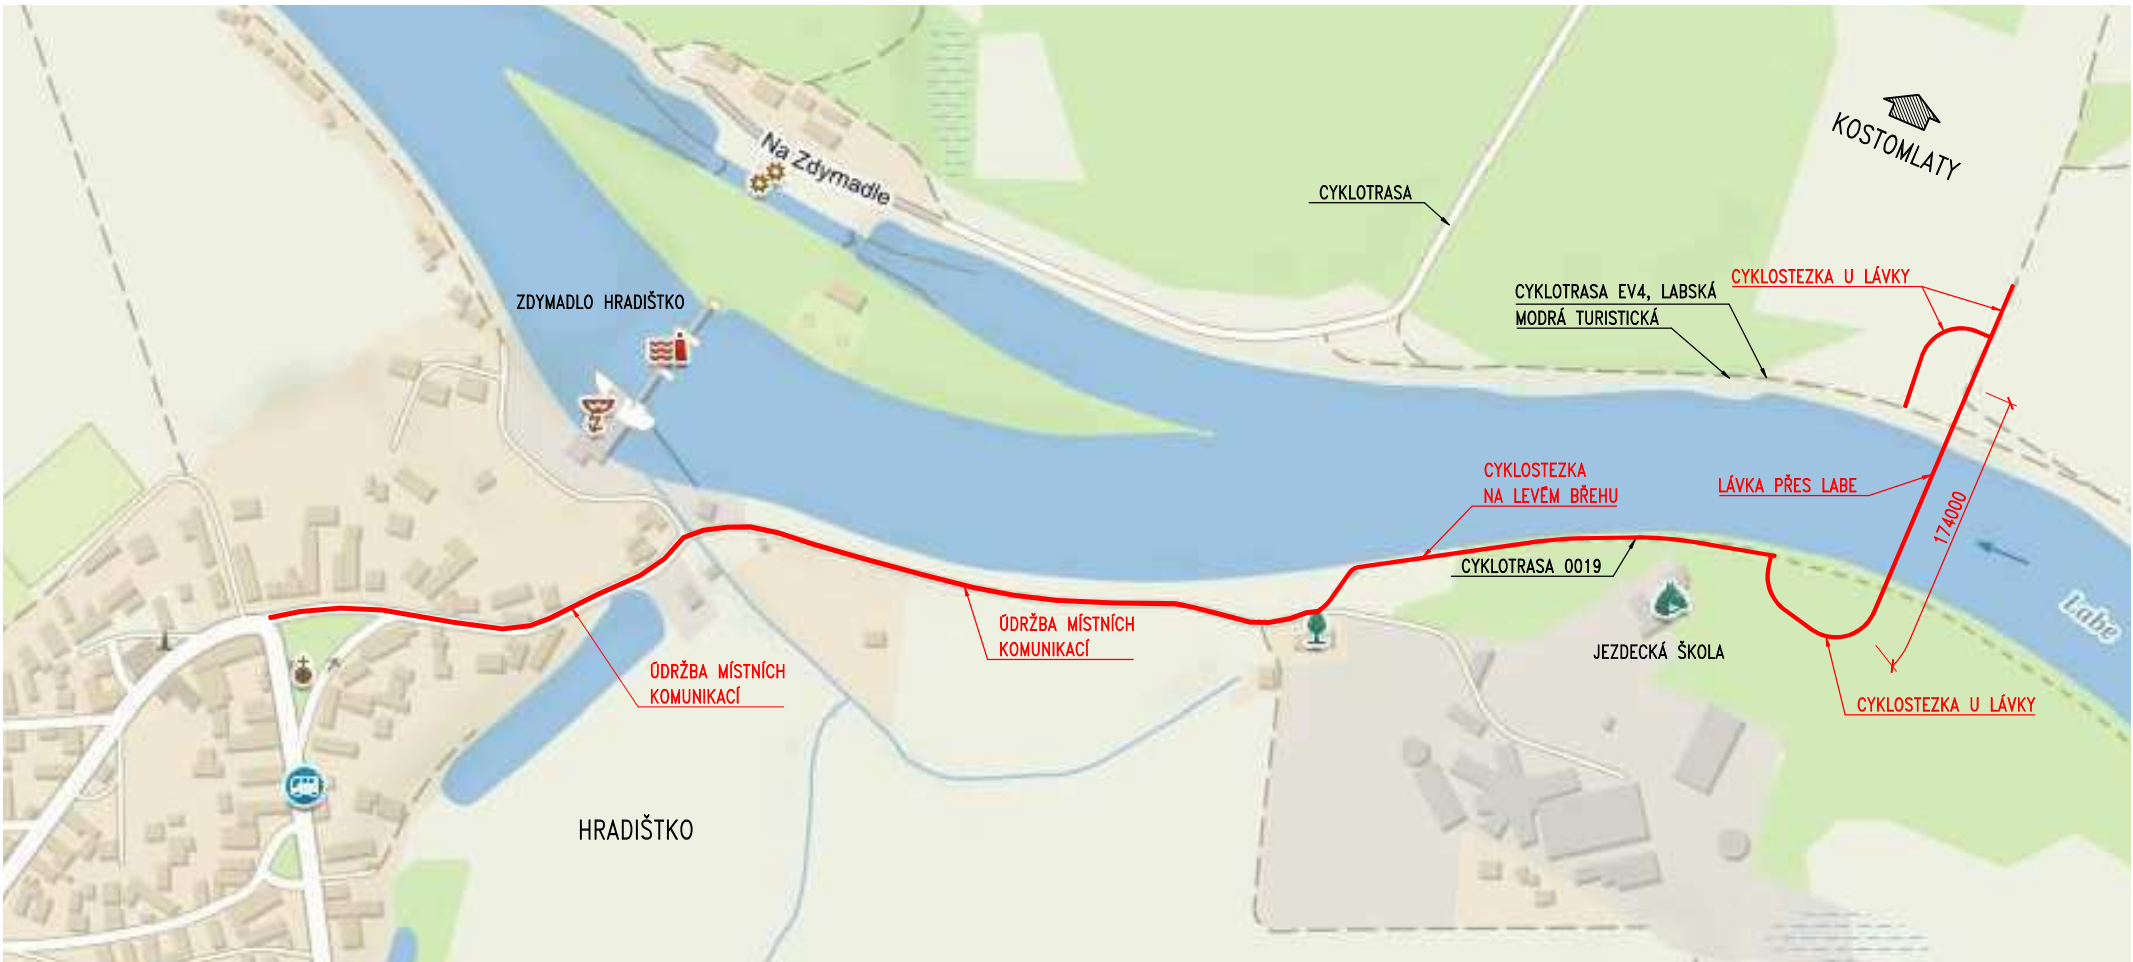 Na Zdymadle
CYKLOTRASA
KOSTOMLATY
ZDYMADLO HRADIŠTKO
CYKLOTRASA EV4, LABSKÁ
MODRÁ TURISTICKÁ
CYKLOSTEZKA U LÁVKY
CYKLOSTEZKA
NA LEVÉM BŘEHU
LÁVKA PŘES LABE
174000
CYKLOTRASA 0019
Labe
ÚDRŽBA MÍSTNÍCH
KOMUNIKACÍ
ÚDRŽBA MÍSTNÍCH
KOMUNIKACÍ
JEZDECKÁ ŠKOLA
CYKLOSTEZKA U LÁVKY
HRADIŠTKO